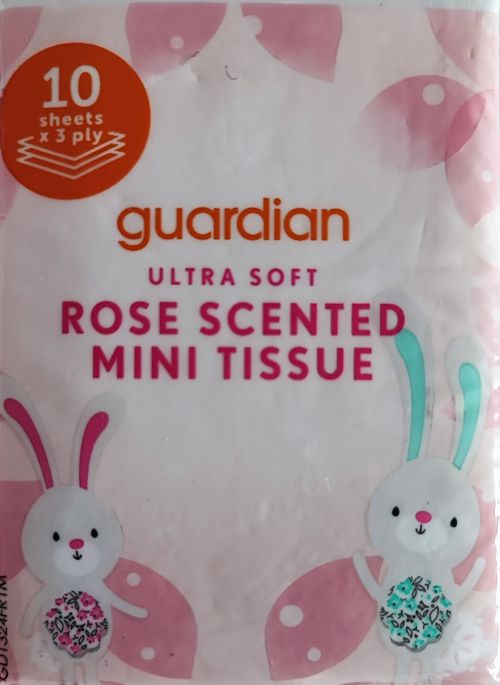 10
sheets
x 3 ply
guardian
ULTRA SOFT
ROSE SCENTED
MINI TISSUE